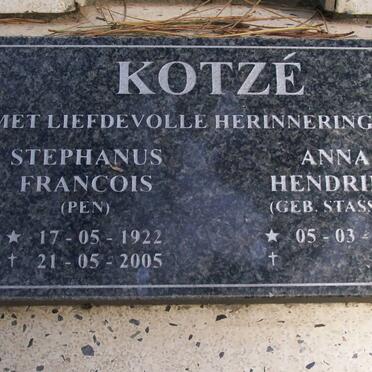 KOTZÉ
MET LIEFDEVOLLE HERINNERING
STEPHANUS
FRANCOIS
(PEN)
★ 17-05-1922
† 21-05-2005
ANNA
(GEB.
★ 05-03-
†